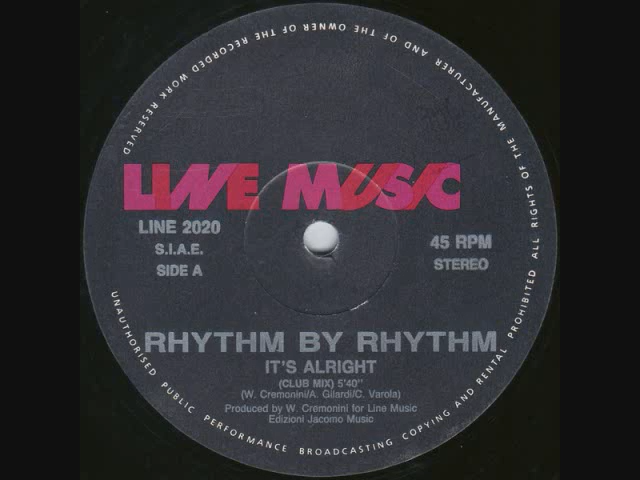 ALL RIGHTS OF THE MANUFACTURER AND OF THE OWNER OF THE RECORDED WORK RESERVED
LINE MUSIC
LINE 2020
S.I.A.E.
SIDE A
45 RPM
STEREO
RHYTHM BY RHYTHM
IT'S ALRIGHT
(CLUB MIX) 5'40"
(W. Cremonini/A. Gilardi/C. Varola)
Produced by W. Cremonini for Line Music
Edizioni Jacomo Music
UNAUTHORISED PUBLIC PERFORMANCE BROADCASTING COPYING AND RENTAL PROHIBITED